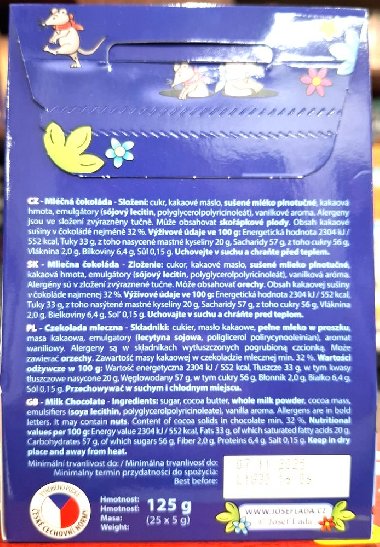 CZ - Mléčná čokoláda - Složení: cukr, kakaové máslo, sušené mléko plnotučné, kakaová
hmota, emulgátory (sójový lecitin, polyglycerolpolyricinoleát), vanilkové aroma. Alergeny
jsou ve složení zvýrazněny tučně. Může obsahovat skořápkové plody. Obsah kakaové
sušiny v čokoládě nejméně 32 %. Výživové údaje ve 100 g: Energetická hodnota 2304 kJ /
552 kcal, Tuky 33 g, z toho nasycené mastné kyseliny 20 g, Sacharidy 57 g, z toho cukry 56 g,
Vláknina 2,0 g, Bílkoviny 6,4 g, Sůl 0,15 g. Uchovejte v suchu a chraňte před teplem.
SK - Mliečna Čokoláda - Zloženie: cukor, kakaové maslo, sušené mlieko plnotučné,
kakaová hmota, emulgátory (sójový lecitín, polyglycerolpolyricinoleát), vanilková aróma.
Alergény sú v zložení zvýraznené tučne. Může obsahovať orechy. Obsah kakaovej sušiny
v čokoláde najmenej 32 %. Výživové údaje ve 100 g: Energetická hodnota 2304 kJ / 552 kcal,
Tuky 33 g, z toho nasýtené mastné kyseliny 20 g, Sacharidy 57 g, z toho cukry 56 g, Vláknina
2,0 g, Bielkoviny 6,4 g, Soľ 0,15 g. Uchovajte v suchu a chráňte pred teplom.
PL - Czekolada mleczna - Składniki: cukier, masło kakaowe, pełne mleko w proszku,
masa kakaowa, emulgatory (lecytyna sojowa, poliglicerol polirycynooleinian), aromat
waniliowy. Alergeny są w składnikach wytłuszczonych pogrubioną czcionką. Może
zawierać orzechy. Zawartość masy kakaowej w czekoladzie mlecznej min. 32 %. Wartości
odżywcze w 100 g: Wartość energetyczna 2304 kJ / 552 kcal, Tłuszcze 33 g, w tym kwasy
tłuszczowe nasycone 20 g, Węglowodany 57 g, w tym cukry 56 g, Błonnik 2,0 g, Białko 6,4 g,
Sól 0,15 g. Przechowywać w suchym i chłodnym miejscu.
GB - Milk Chocolate - Ingredients: sugar, cocoa butter, whole milk powder, cocoa mass,
emulsifiers (soya lecithin, polyglycerolpolyricinoleate), vanilla aroma. Allergens are in bold
letters. It may contain nuts. Content of cocoa solids in chocolate min. 32 %. Nutritional
values per 100 g: Energy value 2304 kJ / 552 kcal, Fats 33 g, of which saturated fatty acids 20 g,
Carbohydrates 57 g, of which sugars 56 g, Fiber 2,0 g, Proteins 6,4 g, Salt 0,15 g. Keep in dry
place and away from heat.
Minimální trvanlivost do: / Minimálna trvanlivosť do:
Minimalny termin przydatności do spożycia:
Best before:
ČESKÉ CECHOVNÍ NORMY
Hmotnost:
Hmotnosť:
Masa:
Weight:
125 g
(25 x 5 g)
WWW.JOSEFLADA.CZ
© Josef Lada